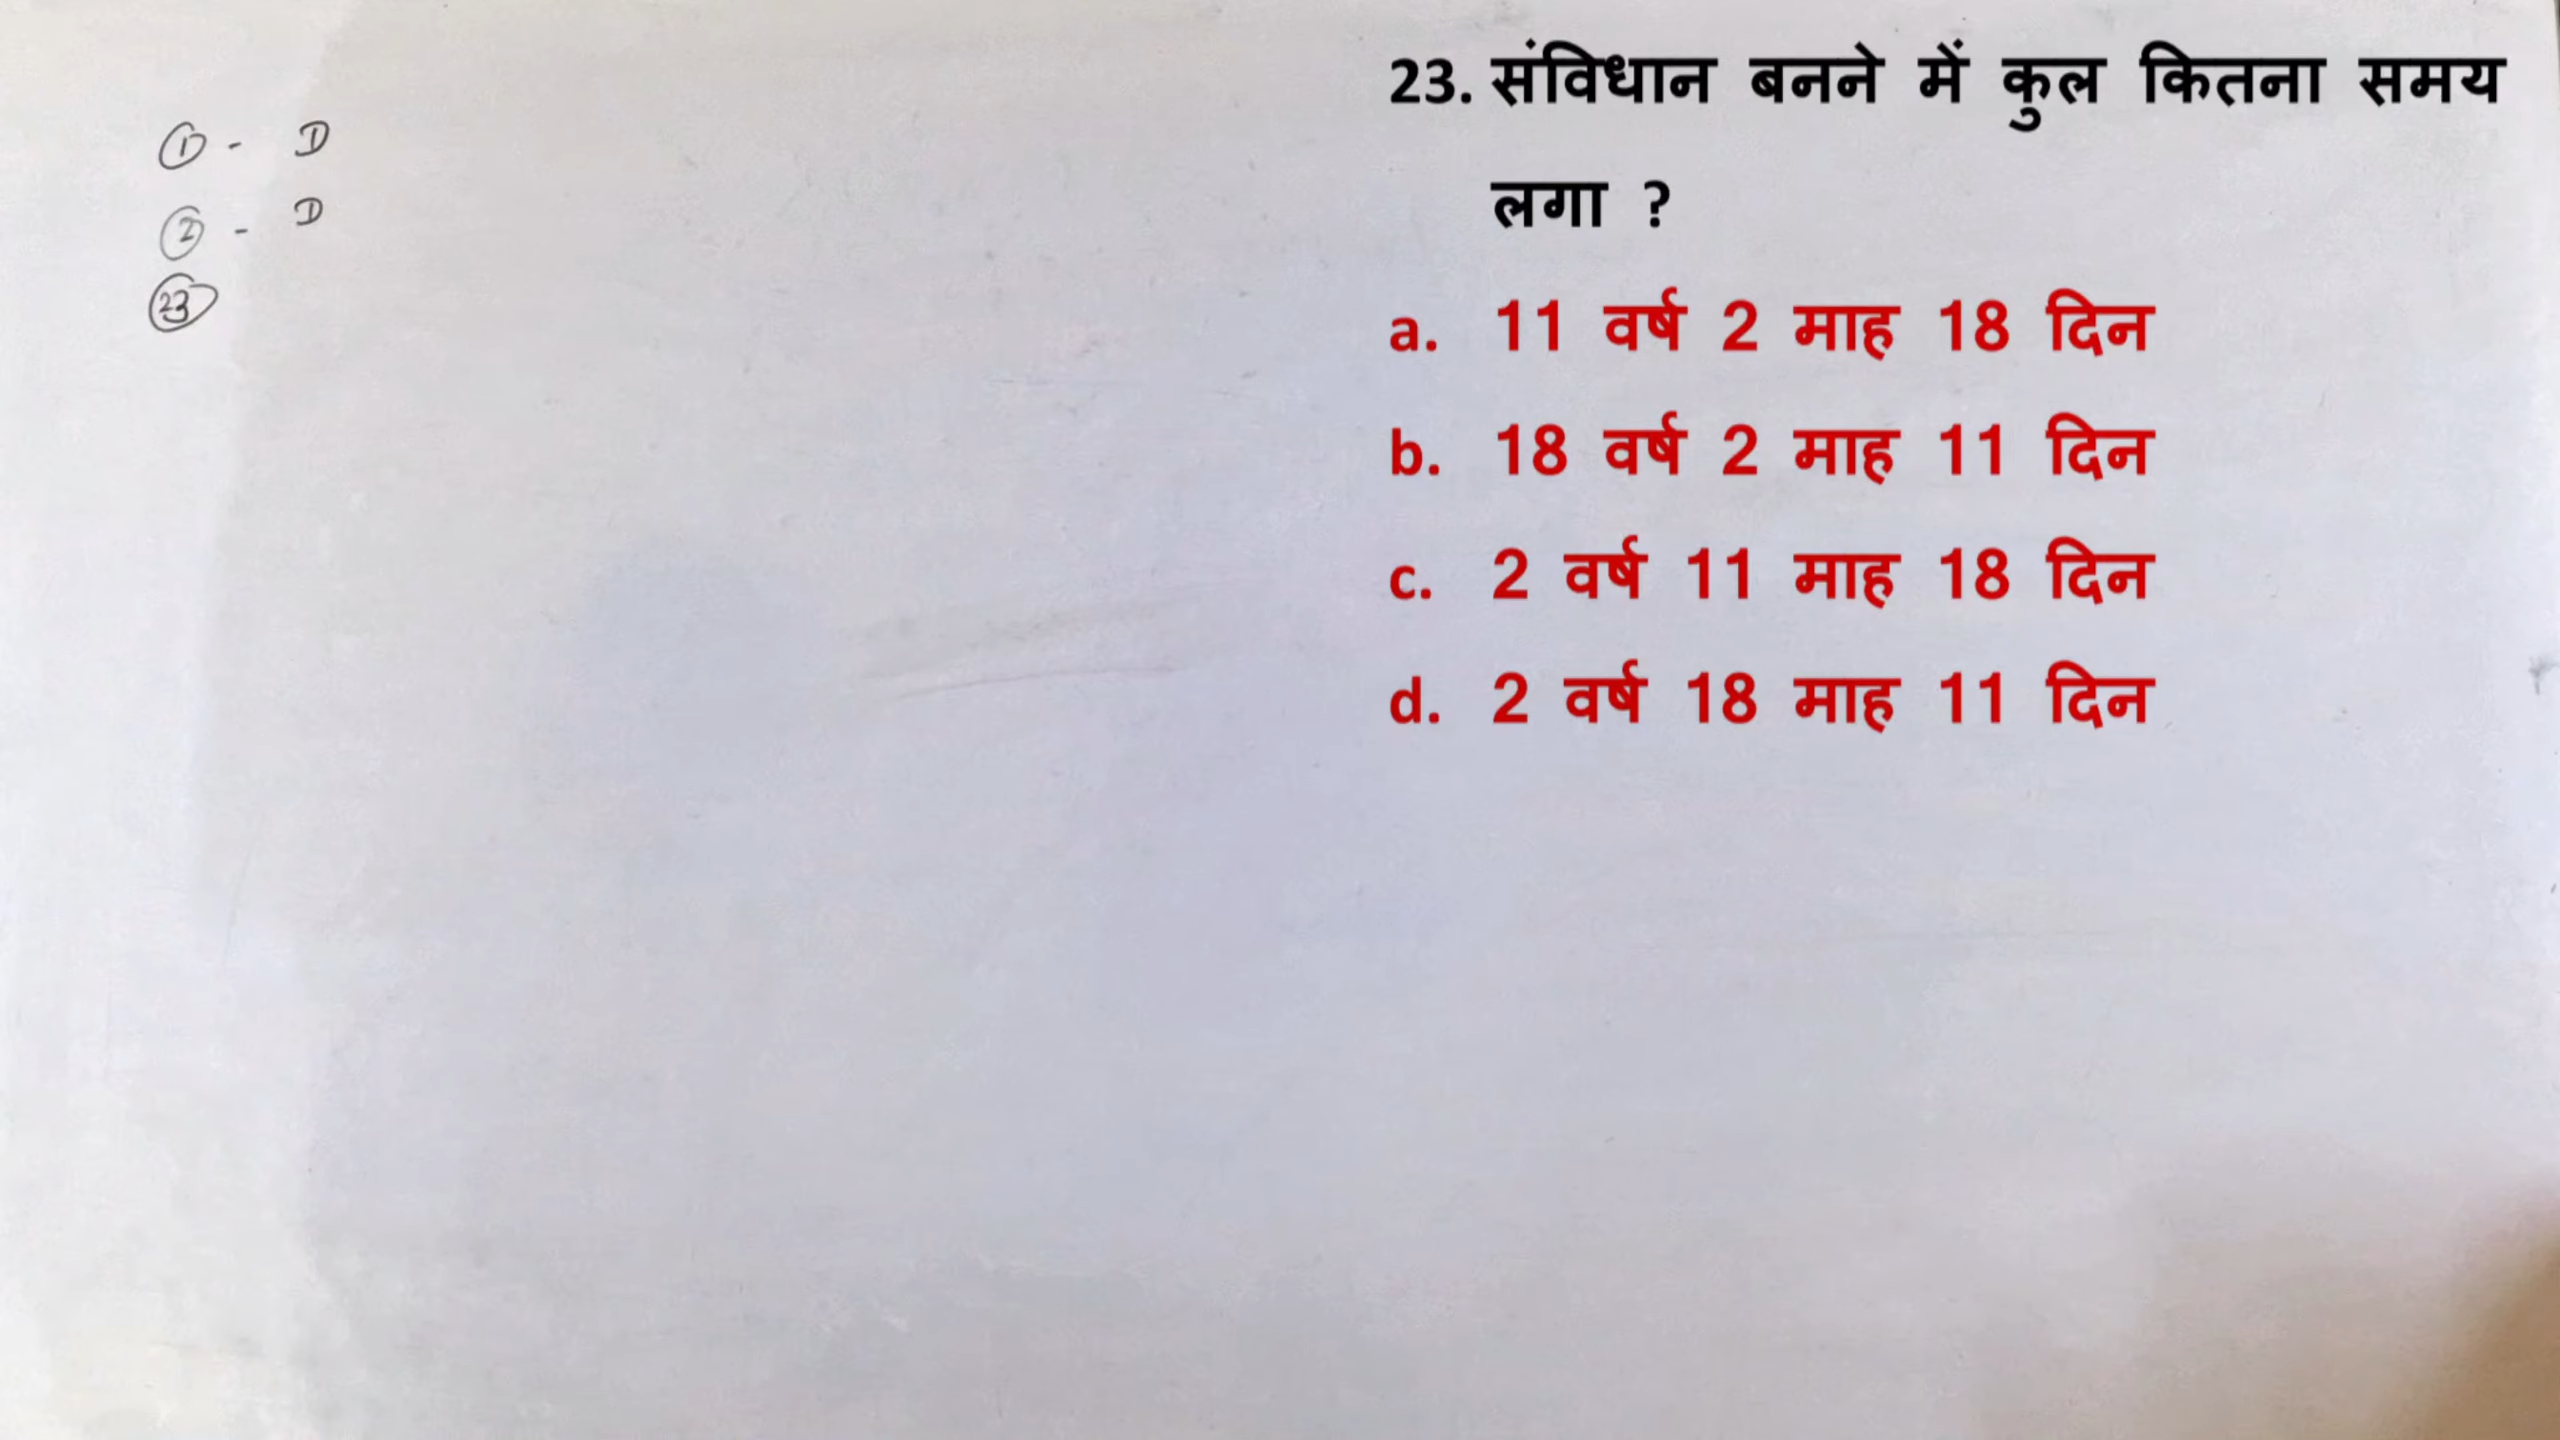 ① - D
② - D
㉓
23. संविधान बनने में कुल कितना समय
लगा ?
a. 11 वर्ष 2 माह 18 दिन
b. 18 वर्ष 2 माह 11 दिन
c. 2 वर्ष 11 माह 18 दिन
d. 2 वर्ष 18 माह 11 दिन